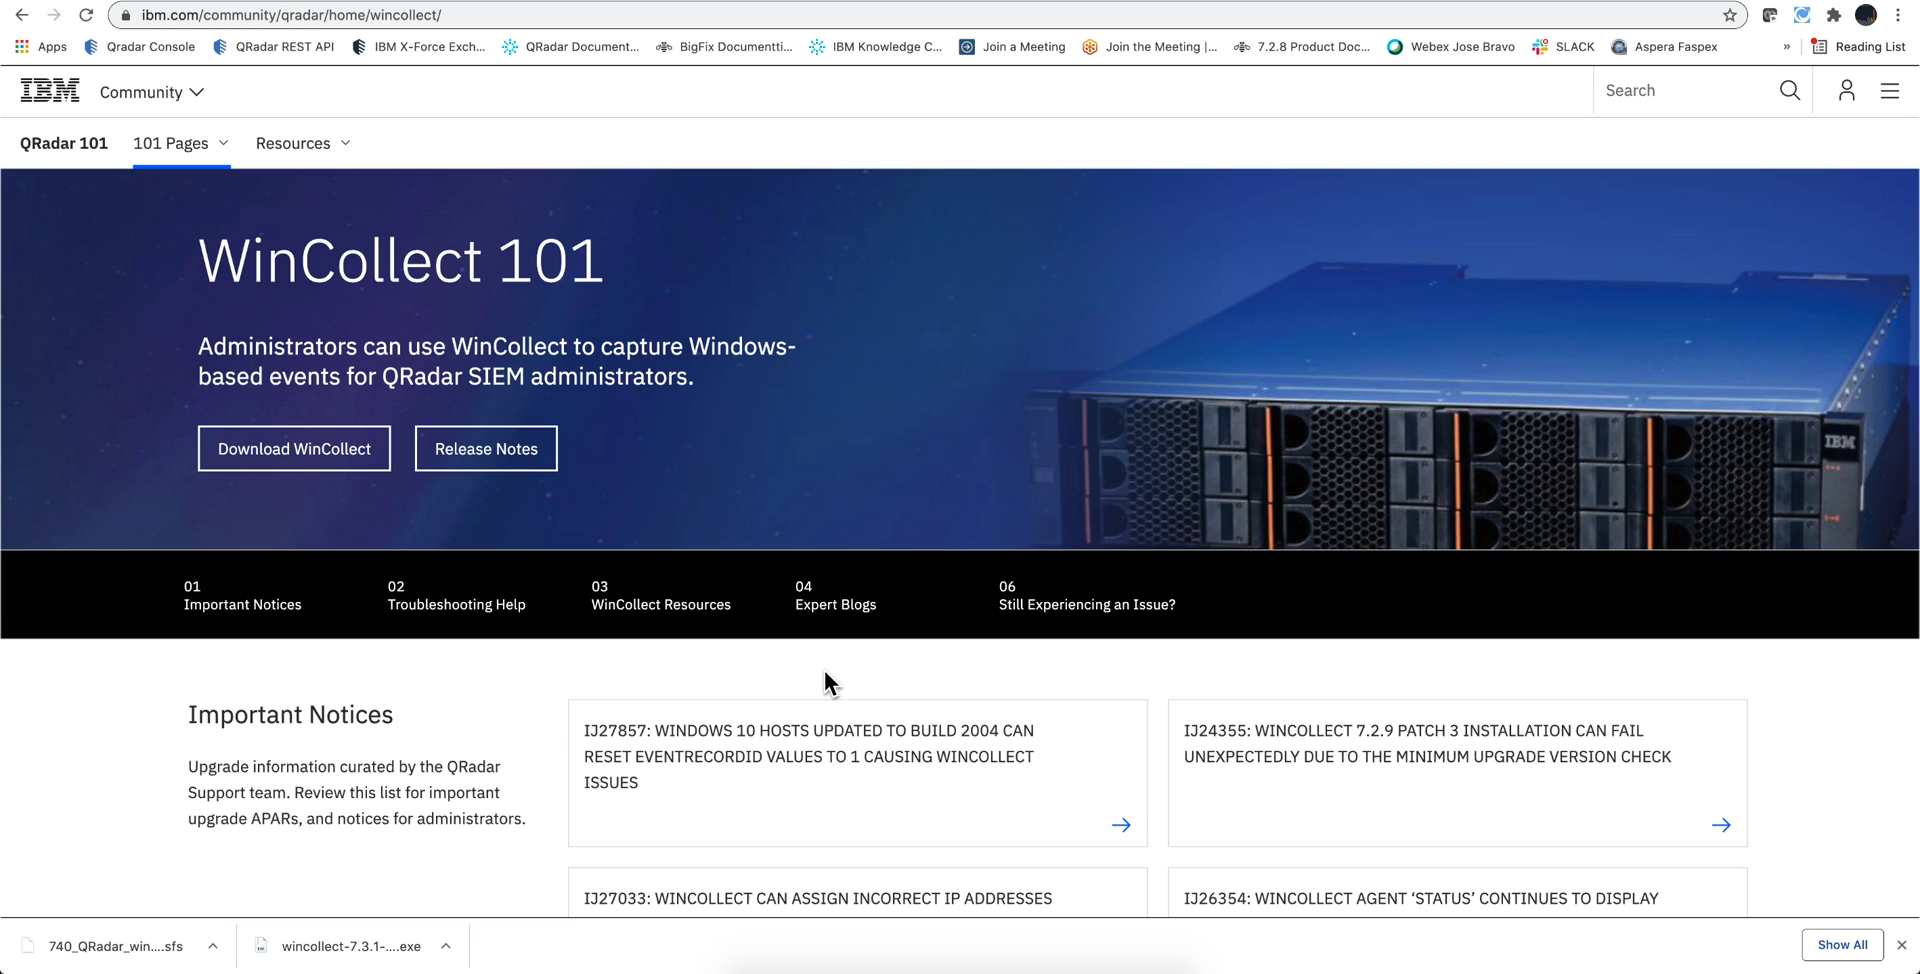 ibm.com/community/qradar/home/wincollect/
Apps
Qradar Console
QRadar REST API
IBM X-Force Exch...
QRadar Document...
BigFix Documentti...
IBM Knowledge C...
Join a Meeting
Join the Meeting |...
7.2.8 Product Doc...
Webex Jose Bravo
SLACK
Aspera Faspex
»
Reading List
IBM
Community
Search
QRadar 101
101 Pages
Resources
WinCollect 101
Administrators can use WinCollect to capture Windows-
based events for QRadar SIEM administrators.
Download WinCollect
Release Notes
IBM
01
Important Notices
02
Troubleshooting Help
03
WinCollect Resources
04
Expert Blogs
06
Still Experiencing an Issue?
Important Notices
Upgrade information curated by the QRadar
Support team. Review this list for important
upgrade APARs, and notices for administrators.
IJ27857: WINDOWS 10 HOSTS UPDATED TO BUILD 2004 CAN
RESET EVENTRECORDID VALUES TO 1 CAUSING WINCOLLECT
ISSUES
IJ24355: WINCOLLECT 7.2.9 PATCH 3 INSTALLATION CAN FAIL
UNEXPECTEDLY DUE TO THE MINIMUM UPGRADE VERSION CHECK
IJ27033: WINCOLLECT CAN ASSIGN INCORRECT IP ADDRESSES
IJ26354: WINCOLLECT AGENT ‘STATUS’ CONTINUES TO DISPLAY
740_QRadar_win....sfs
wincollect-7.3.1-....exe
Show All